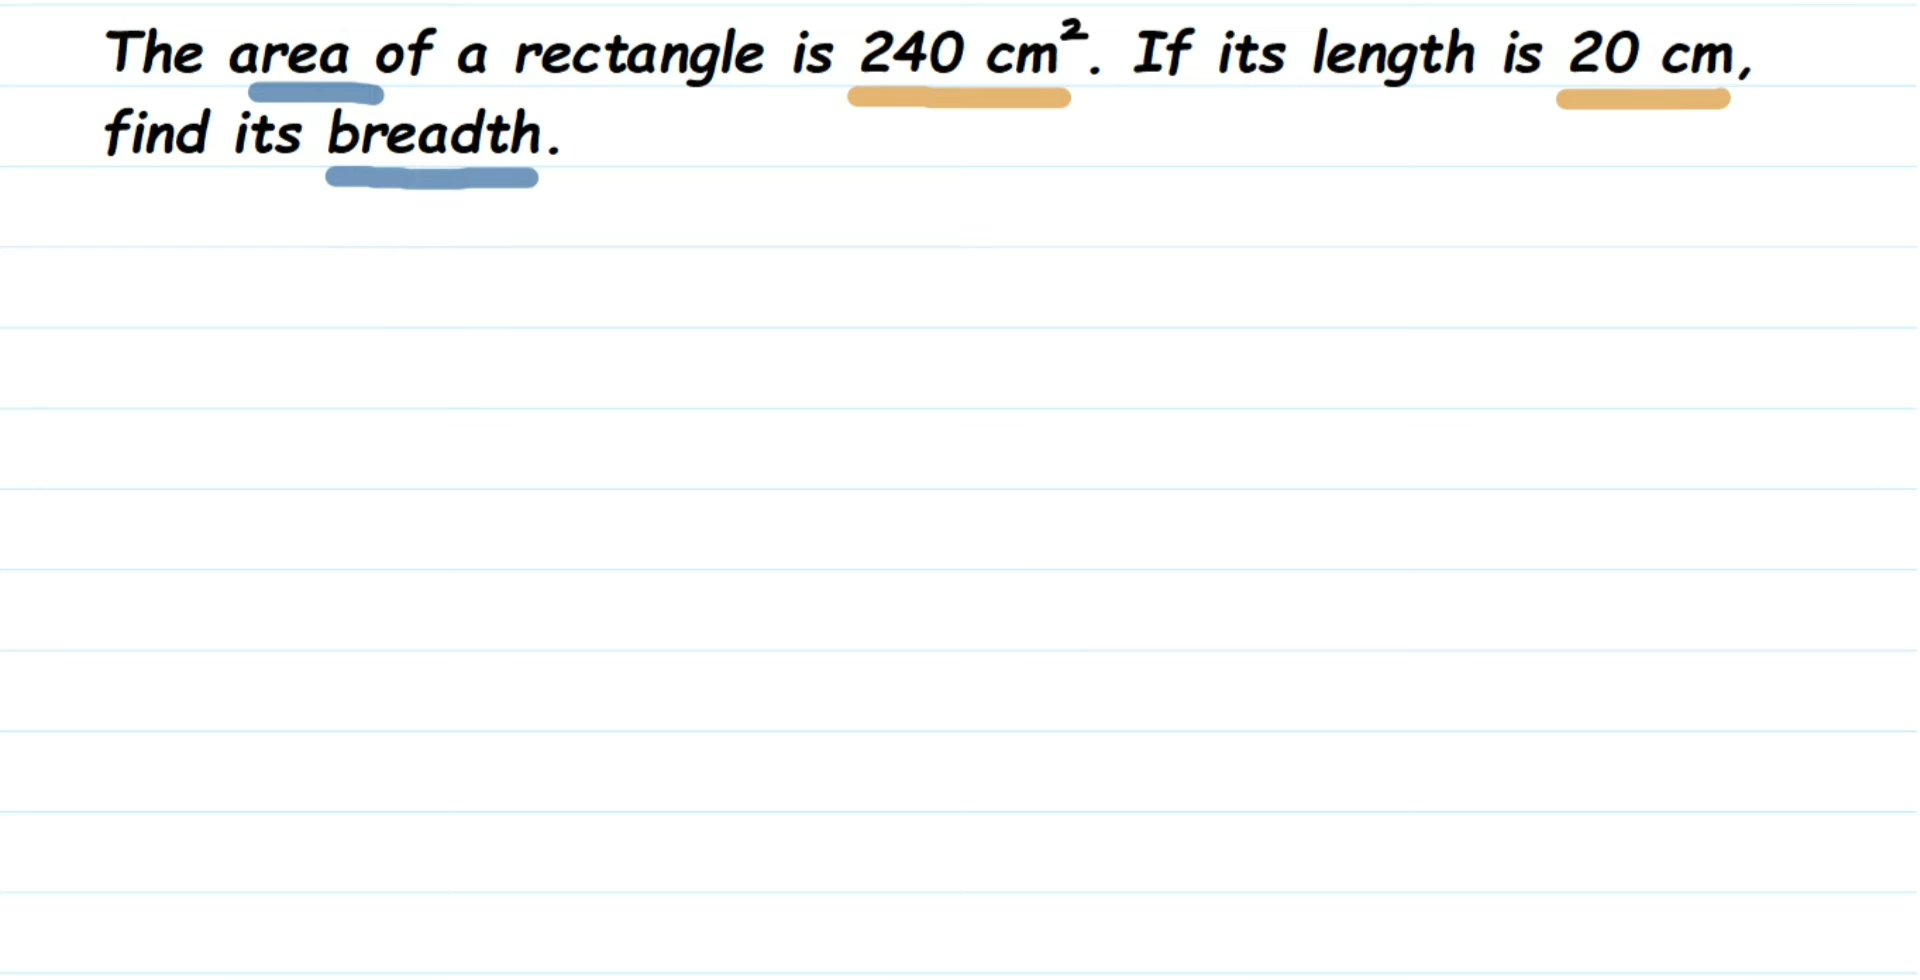 The area of a rectangle is 240 cm². If its length is 20 cm,
find its breadth.